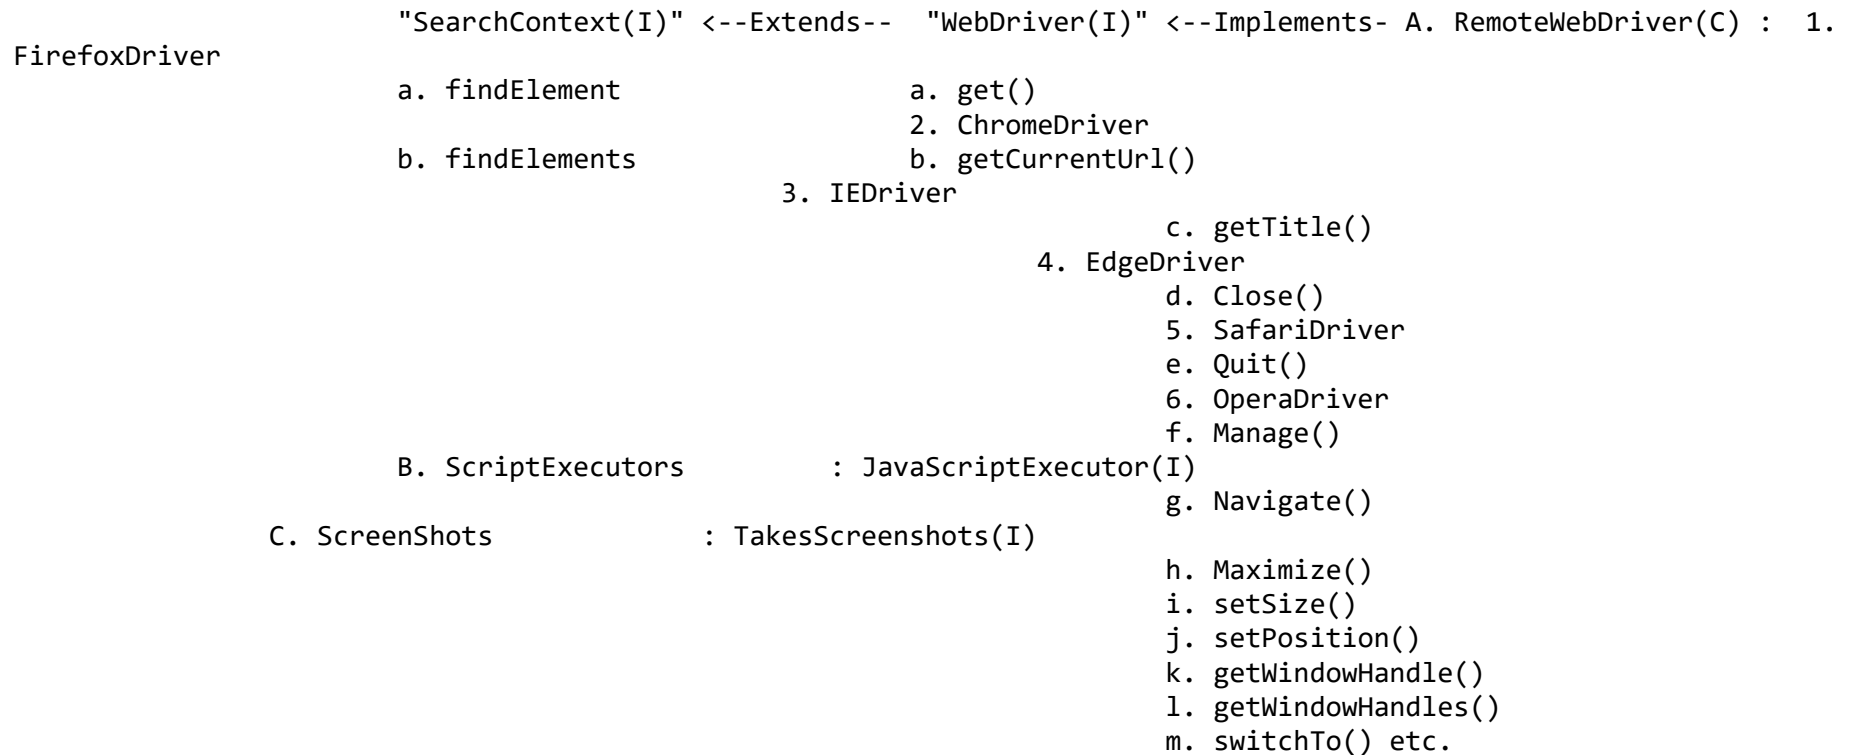 "SearchContext(I)" <--Extends-- "WebDriver(I)" <--Implements- A. RemoteWebDriver(C) : 1.
FirefoxDriver
a. findElement a. get()
2. ChromeDriver
b. findElements b. getCurrentUrl()
3. IEDriver
c. getTitle()
4. EdgeDriver
d. Close()
5. SafariDriver
e. Quit()
6. OperaDriver
f. Manage()
B. ScriptExecutors : JavaScriptExecutor(I)
g. Navigate()
C. ScreenShots : TakesScreenshots(I)
h. Maximize()
i. setSize()
j. setPosition()
k. getWindowHandle()
l. getWindowHandles()
m. switchTo() etc.